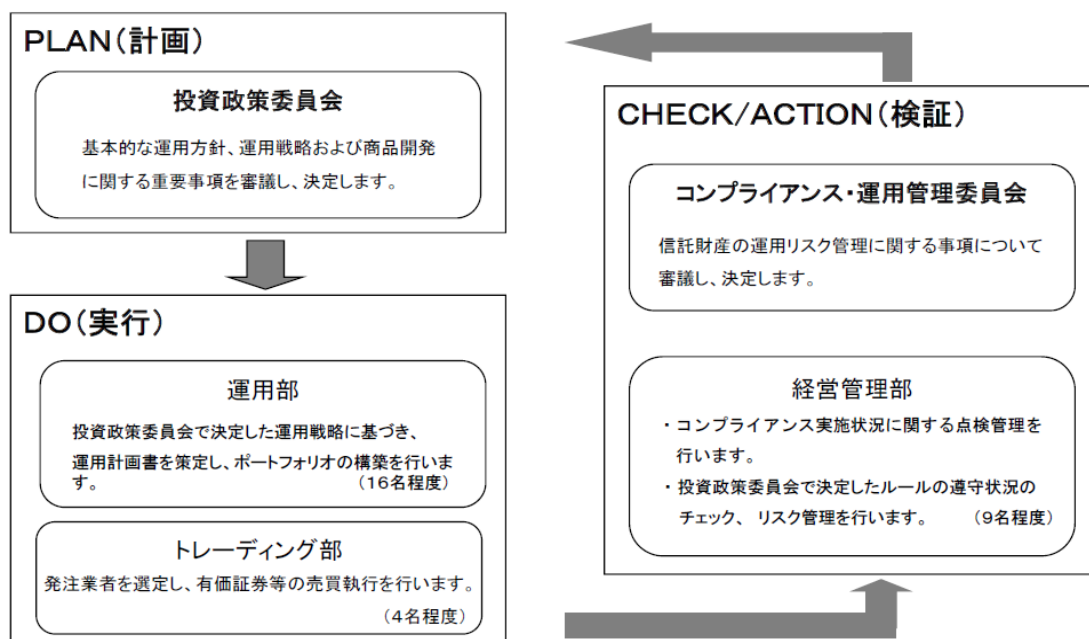 PLAN(計画)
投資政策委員会
基本的な運用方針、運用戦略および商品開発
に関する重要事項を審議し、決定します。
DO(実行)
運用部
投資政策委員会で決定した運用戦略に基づき、
運用計画書を策定し、ポートフォリオの構築を行いま
す。 (16名程度)
トレーディング部
発注業者を選定し、有価証券等の売買執行を行います。
(4名程度)
CHECK/ACTION(検証)
コンプライアンス・運用管理委員会
信託財産の運用リスク管理に関する事項について
審議し、決定します。
経営管理部
・コンプライアンス実施状況に関する点検管理を
行います。
・投資政策委員会で決定したルールの遵守状況の
チェック、 リスク管理を行います。 (9名程度)